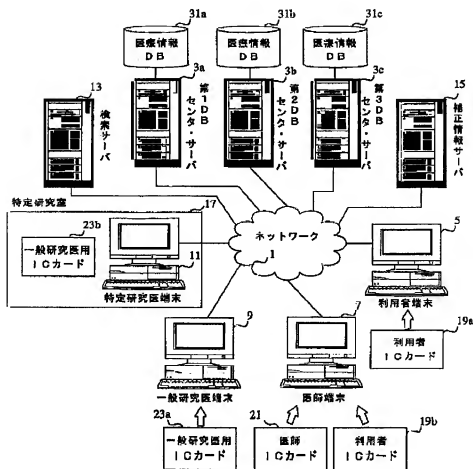 31a
31b
31c
医療情報
DB
医療情報
DB
医療情報
DB
3a
3b
3c
13
15
検索サーバ
第1DB
センタ・サーバ
第2DB
センタ・サーバ
第3DB
センタ・サーバ
補正情報サーバ
特定研究室
17
23b
一般研究医用
ICカード
11
特定研究医端末
ネットワーク
1
5
利用者端末
19a
利用者
ICカード
9
一般研究医端末
7
医師端末
23a
一般研究医用
ICカード
21
医師
ICカード
19b
利用者
ICカード